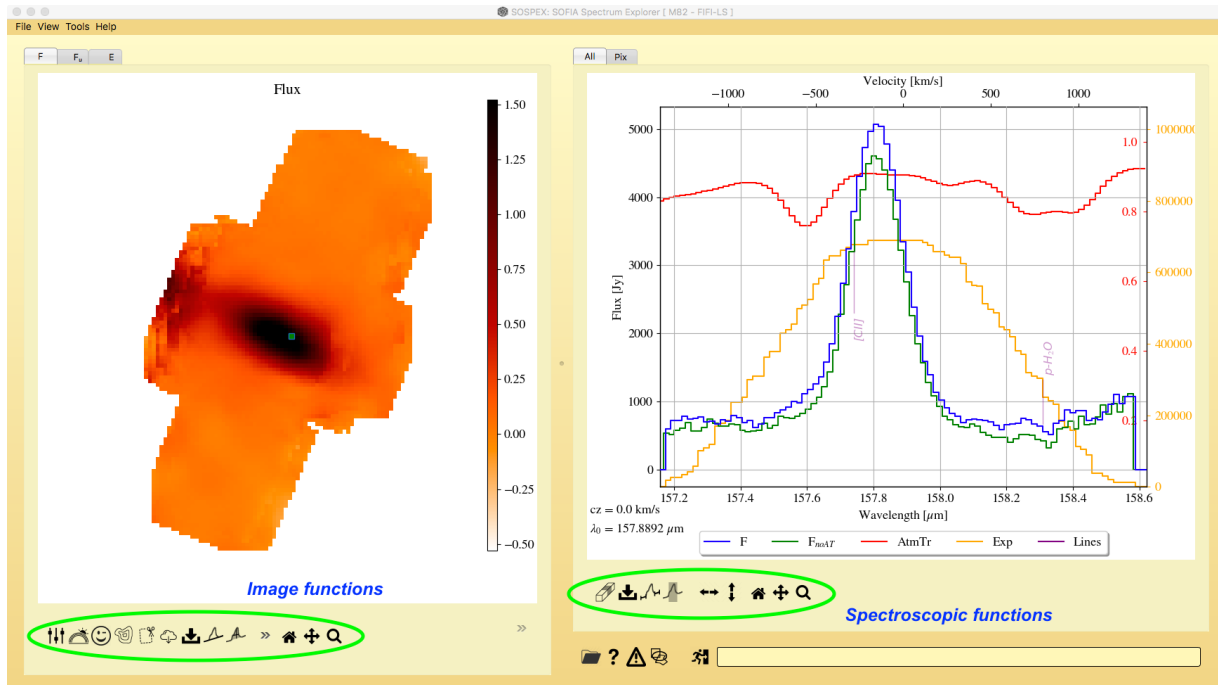 SOSPEX: SOFIA Spectrum Explorer [ M82 - FIFI-LS ]
File View Tools Help
F Fu E
Flux
1.50
1.25
1.00
0.75
0.50
0.25
0.00
−0.25
−0.50
Image functions
»
»
All Pix
Velocity [km/s]
−1000 −500 0 500 1000
Flux [Jy]
5000
4000
3000
2000
1000
0
1.0
0.8
0.6
0.4
0.2
1000000
800000
600000
400000
200000
0
[CII]
p-H₂O
157.2 157.4 157.6 157.8 158.0 158.2 158.4 158.6
Wavelength [μm]
cz = 0.0 km/s
λ₀ = 157.8892 μm
F FnoAT AtmTr Exp Lines
Spectroscopic functions
?